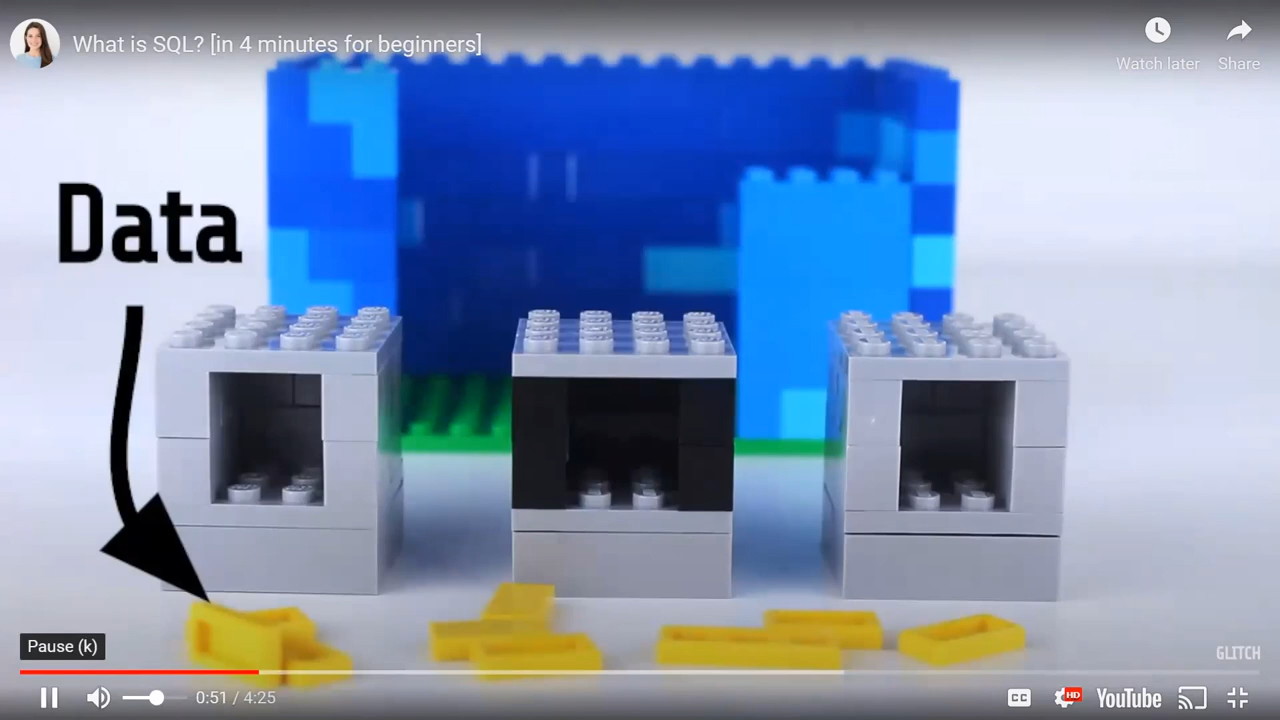 What is SQL? [in 4 minutes for beginners]
Watch later
Share
Data
Pause (k)
GLITCH
0:51 / 4:25
CC
HD
YouTube